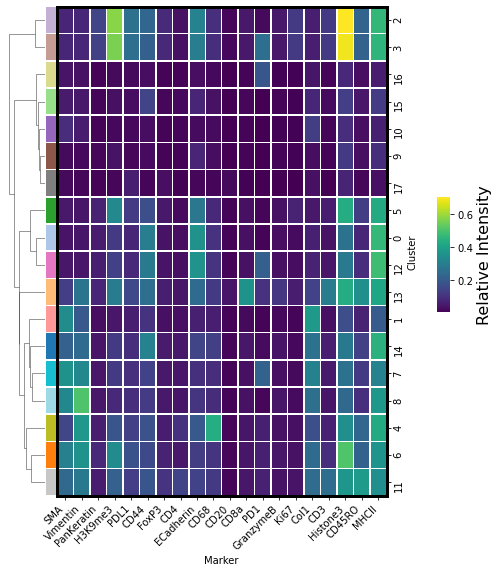 2
3
16
15
10
9
17
5
0
12
13
1
14
7
8
4
6
11
Cluster
0.6
0.4
0.2
Relative Intensity
SMA
Vimentin
PanKeratin
H3K9me3
PDL1
CD44
FoxP3
CD4
ECadherin
CD68
CD20
CD8a
PD1
GranzymeB
Ki67
Col1
CD3
Histone3
CD45RO
MHCII
Marker